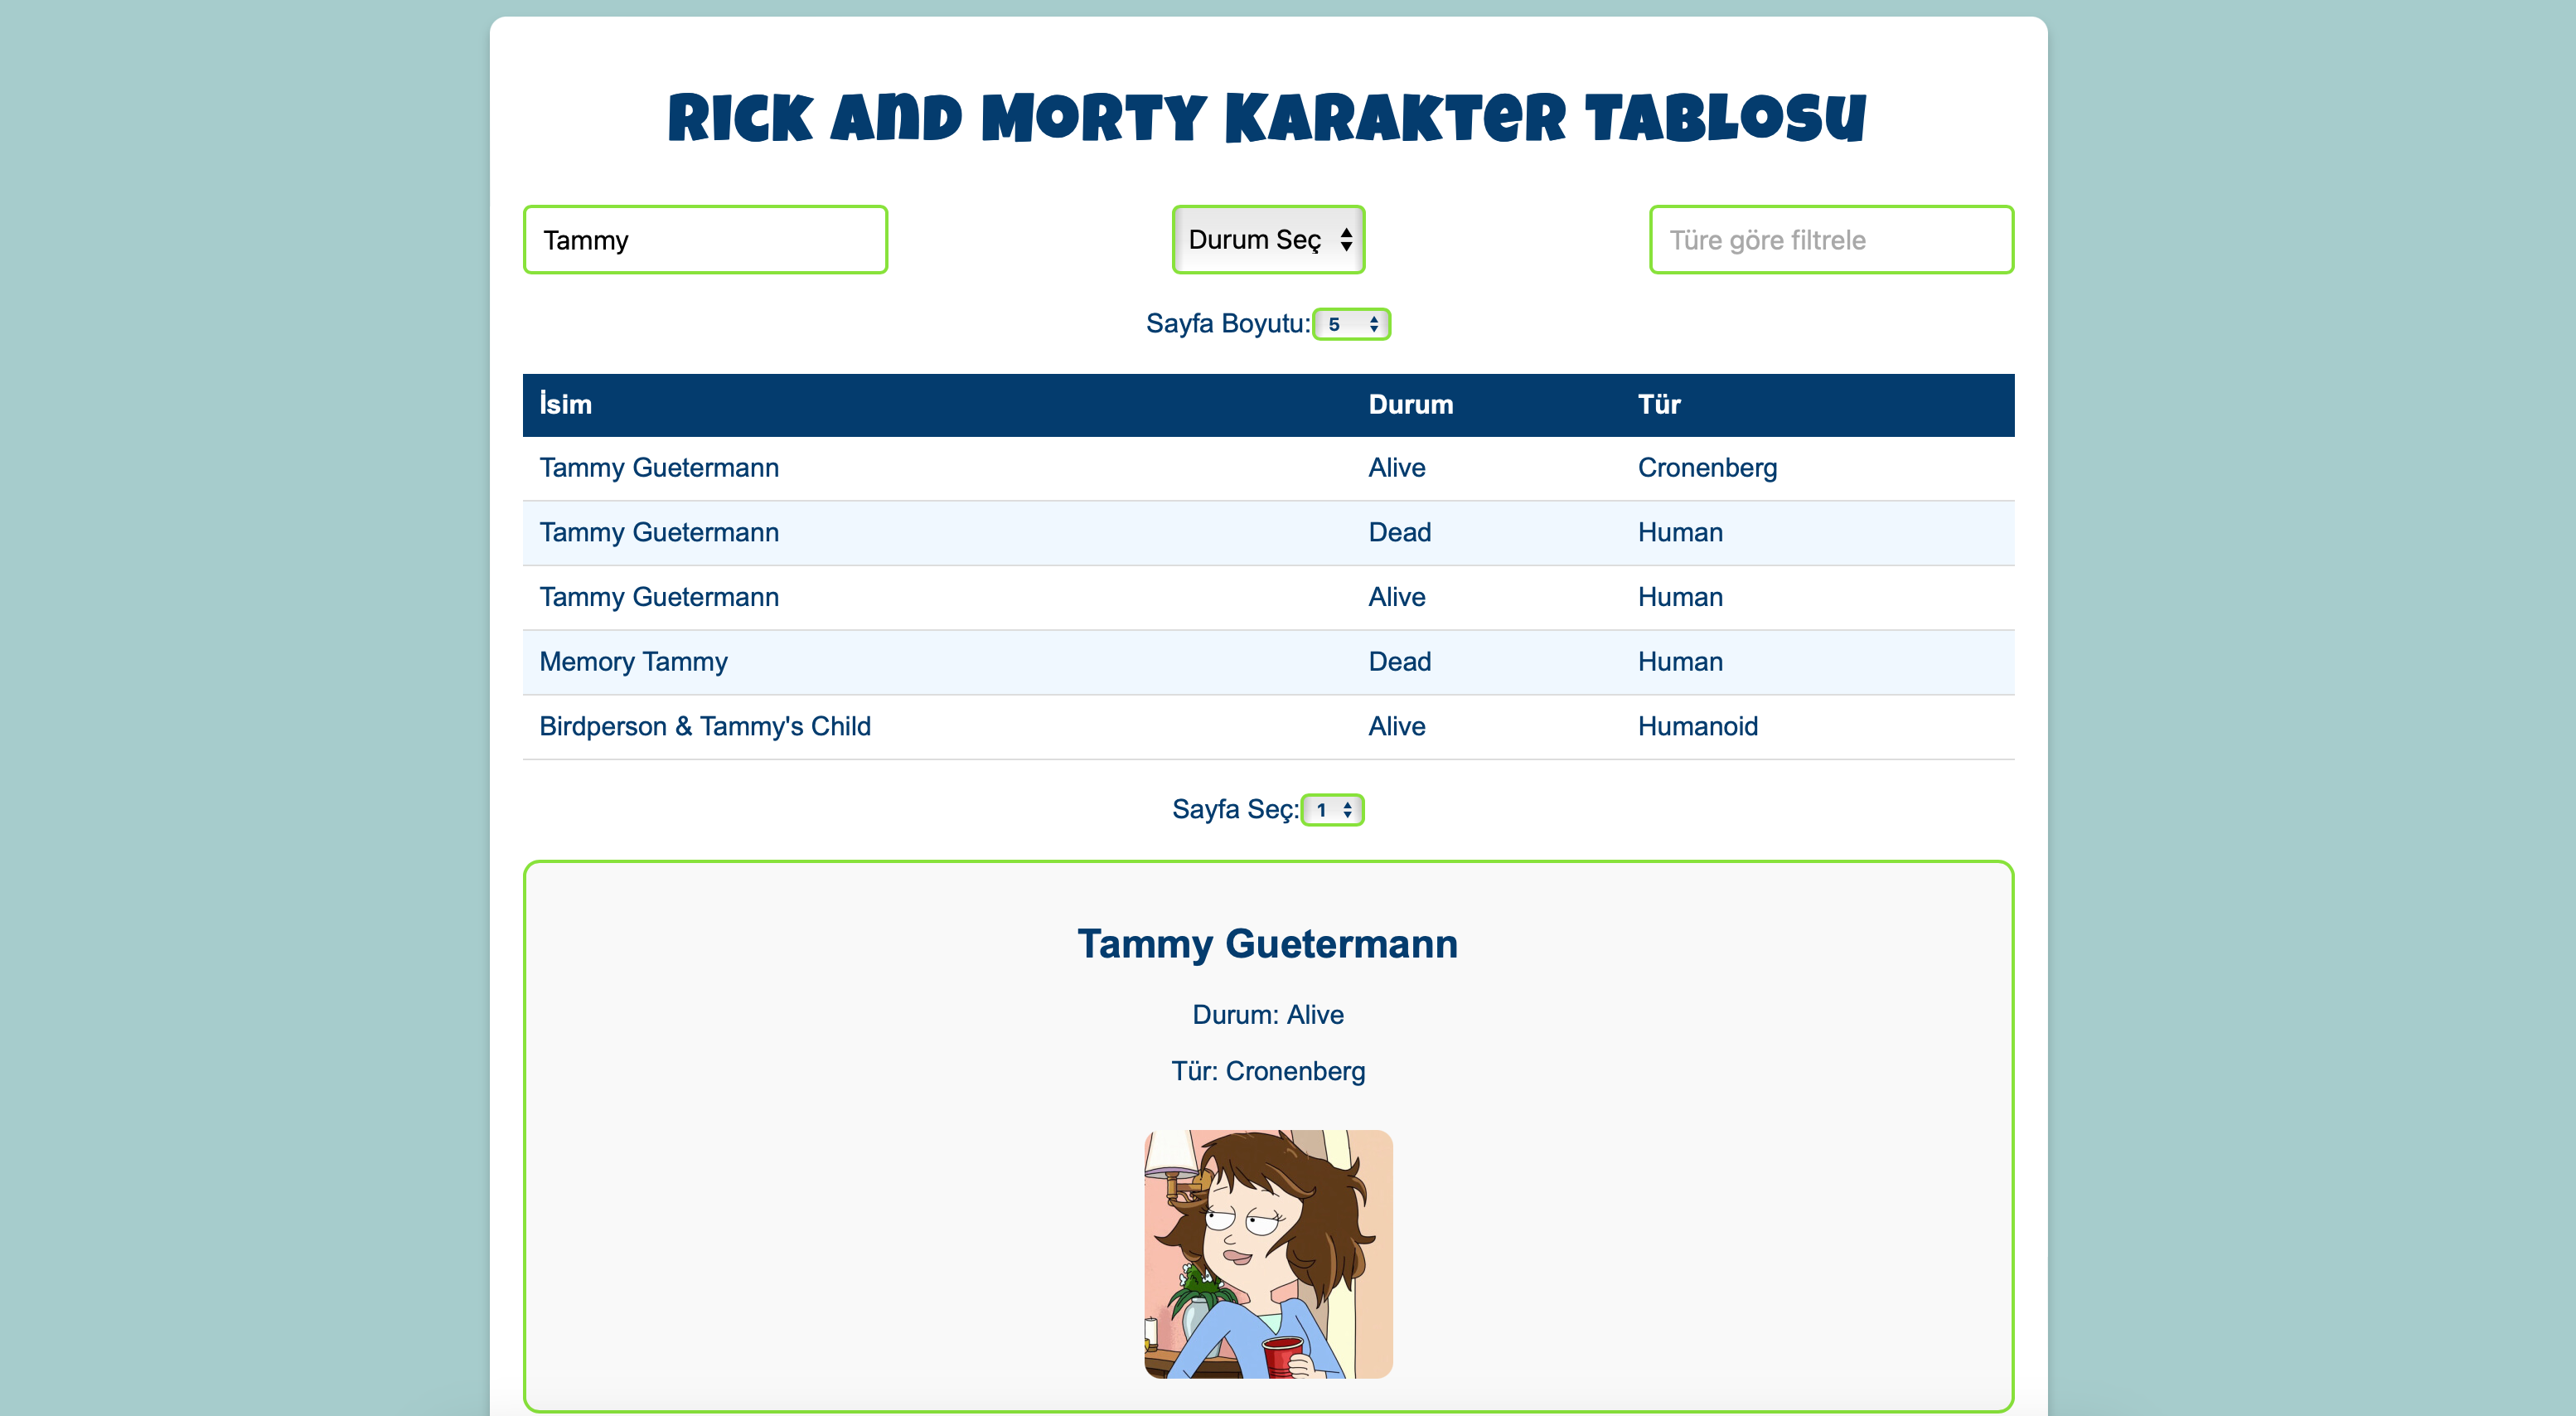 RICK AND MORTY KARAKTER TABLOSU
Tammy Durum Seç Türe göre filtrele
Sayfa Boyutu: 5
İsim Durum Tür
Tammy Guetermann Alive Cronenberg
Tammy Guetermann Dead Human
Tammy Guetermann Alive Human
Memory Tammy Dead Human
Birdperson & Tammy's Child Alive Humanoid
Sayfa Seç: 1
Tammy Guetermann
Durum: Alive
Tür: Cronenberg